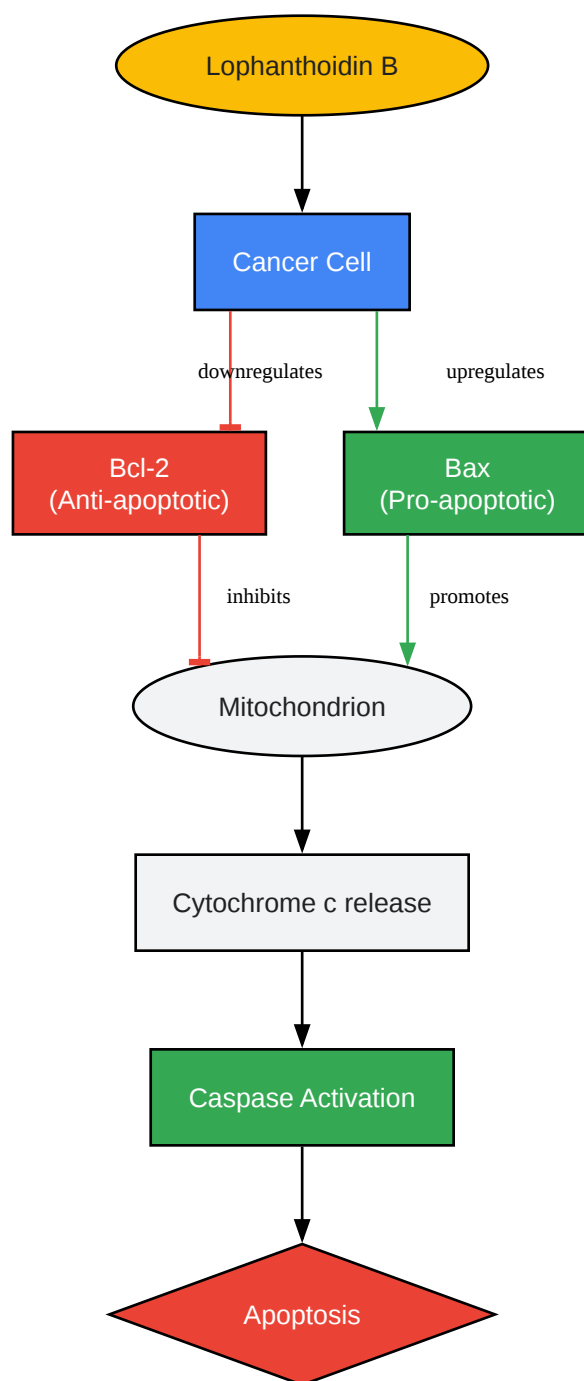 Lophanthoidin B
Cancer Cell
downregulates
upregulates
Bcl-2
(Anti-apoptotic)
Bax
(Pro-apoptotic)
inhibits
promotes
Mitochondrion
Cytochrome c release
Caspase Activation
Apoptosis